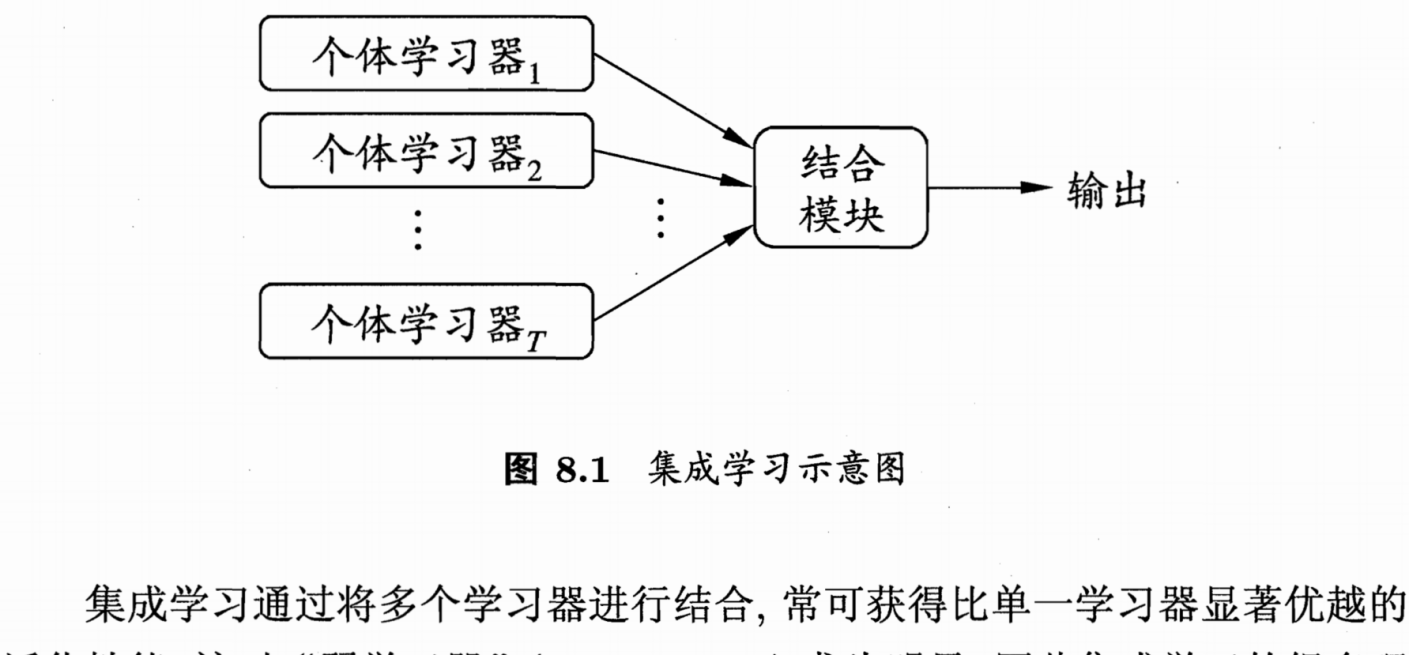 个体学习器1
个体学习器2
⋮ ⋮
个体学习器T
结合
模块
输出
图 8.1 集成学习示意图
集成学习通过将多个学习器进行结合, 常可获得比单一学习器显著优越的